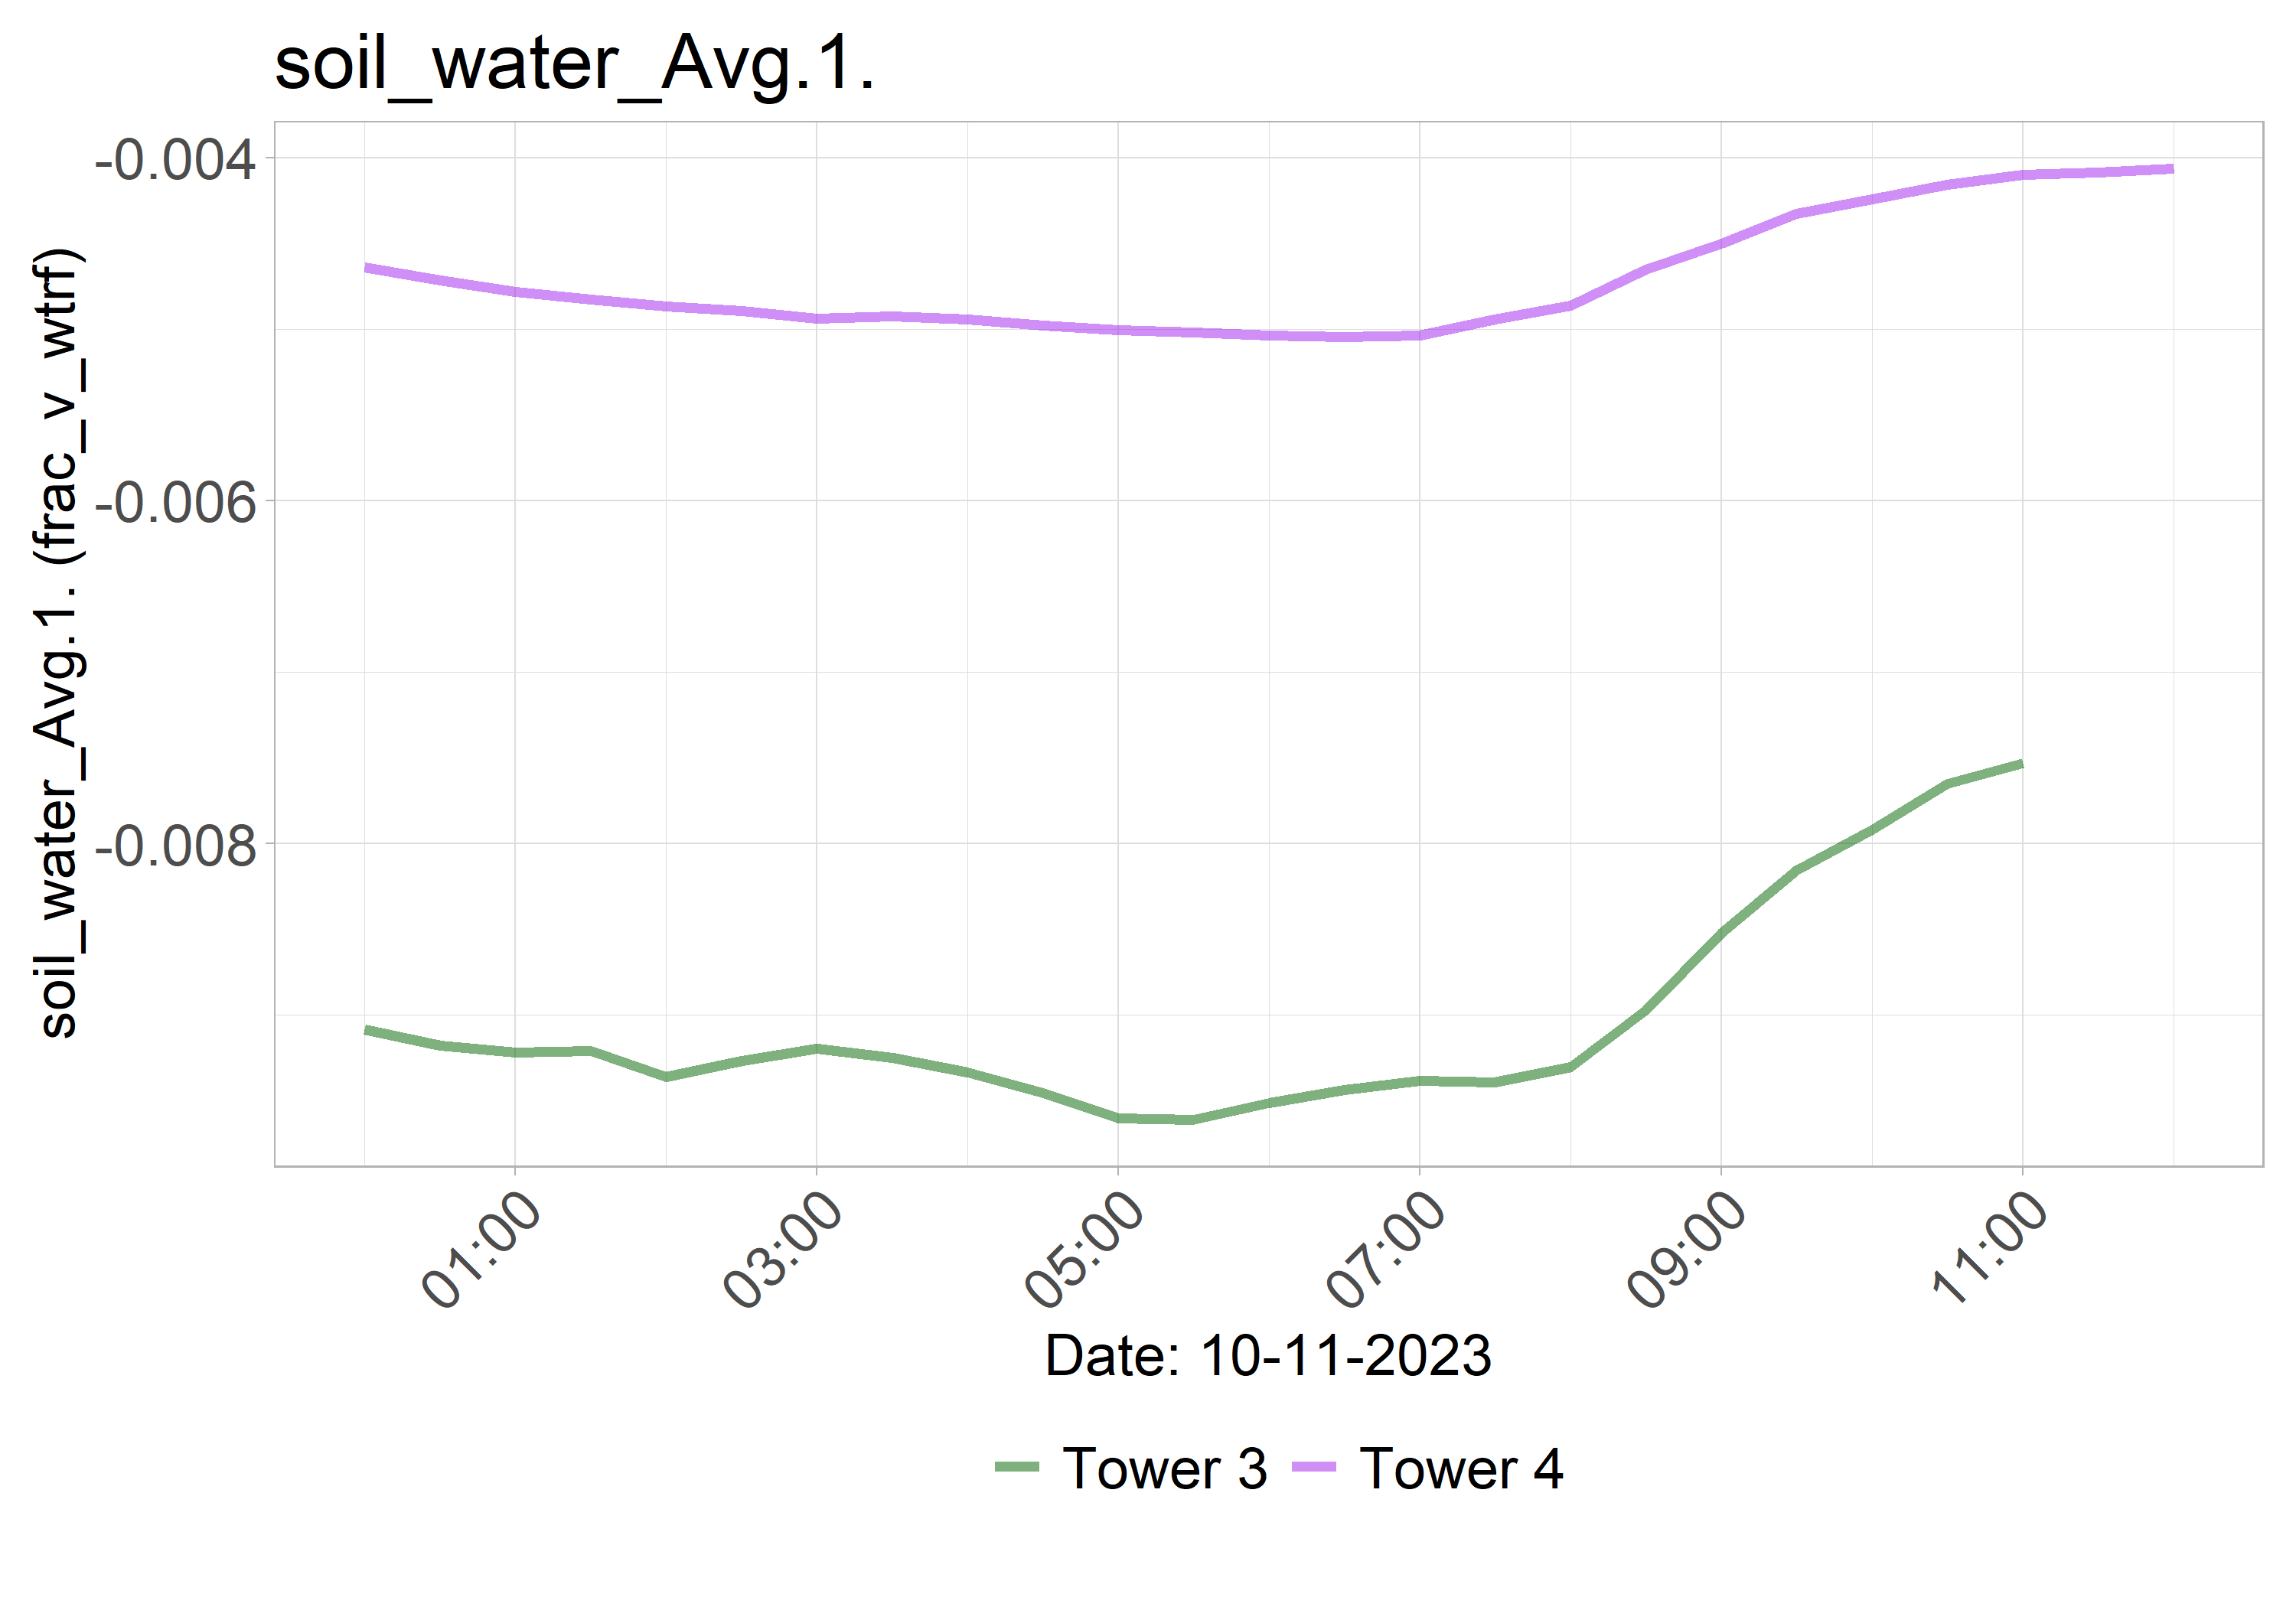 soil_water_Avg.1.
soil_water_Avg.1. (frac_v_wtrf)
-0.004
-0.006
-0.008
01:00
03:00
05:00
07:00
09:00
11:00
Date: 10-11-2023
Tower 3
Tower 4